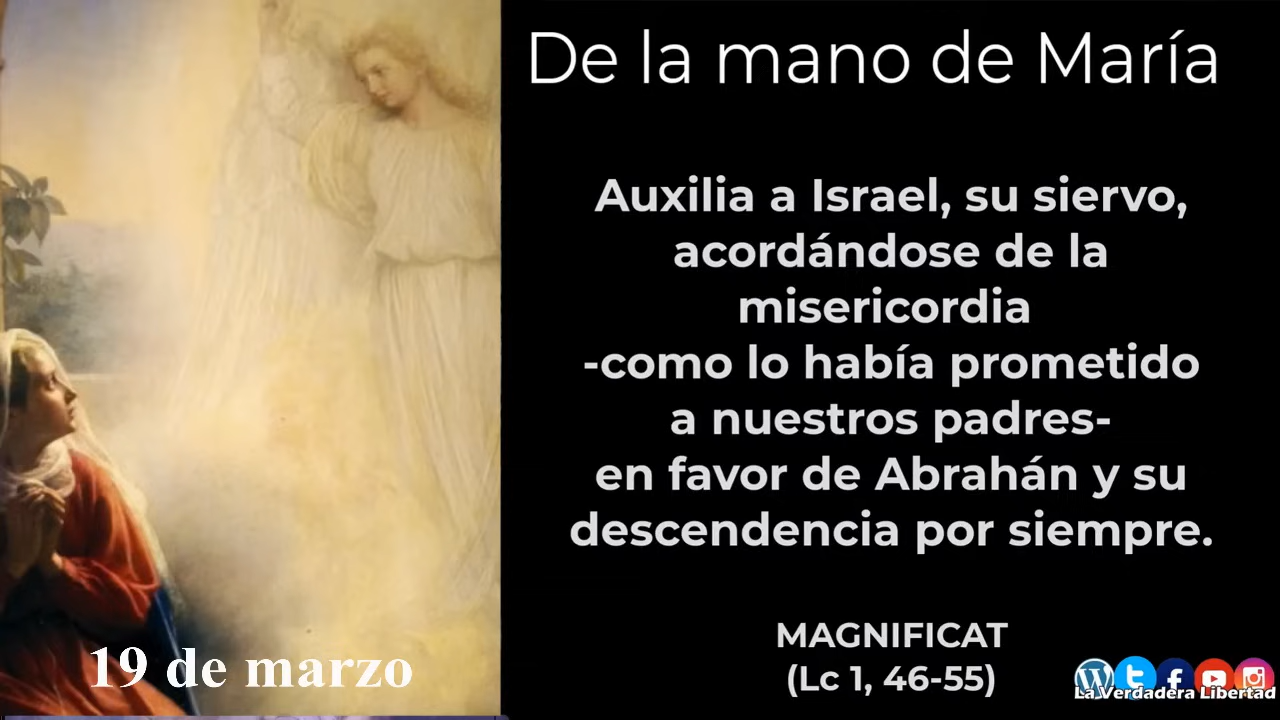 De la mano de María
Auxilia a Israel, su siervo,
acordándose de la
misericordia
-como lo había prometido
a nuestros padres-
en favor de Abrahán y su
descendencia por siempre.
MAGNIFICAT
(Lc 1, 46-55)
19 de marzo
La Verdadera Libertad